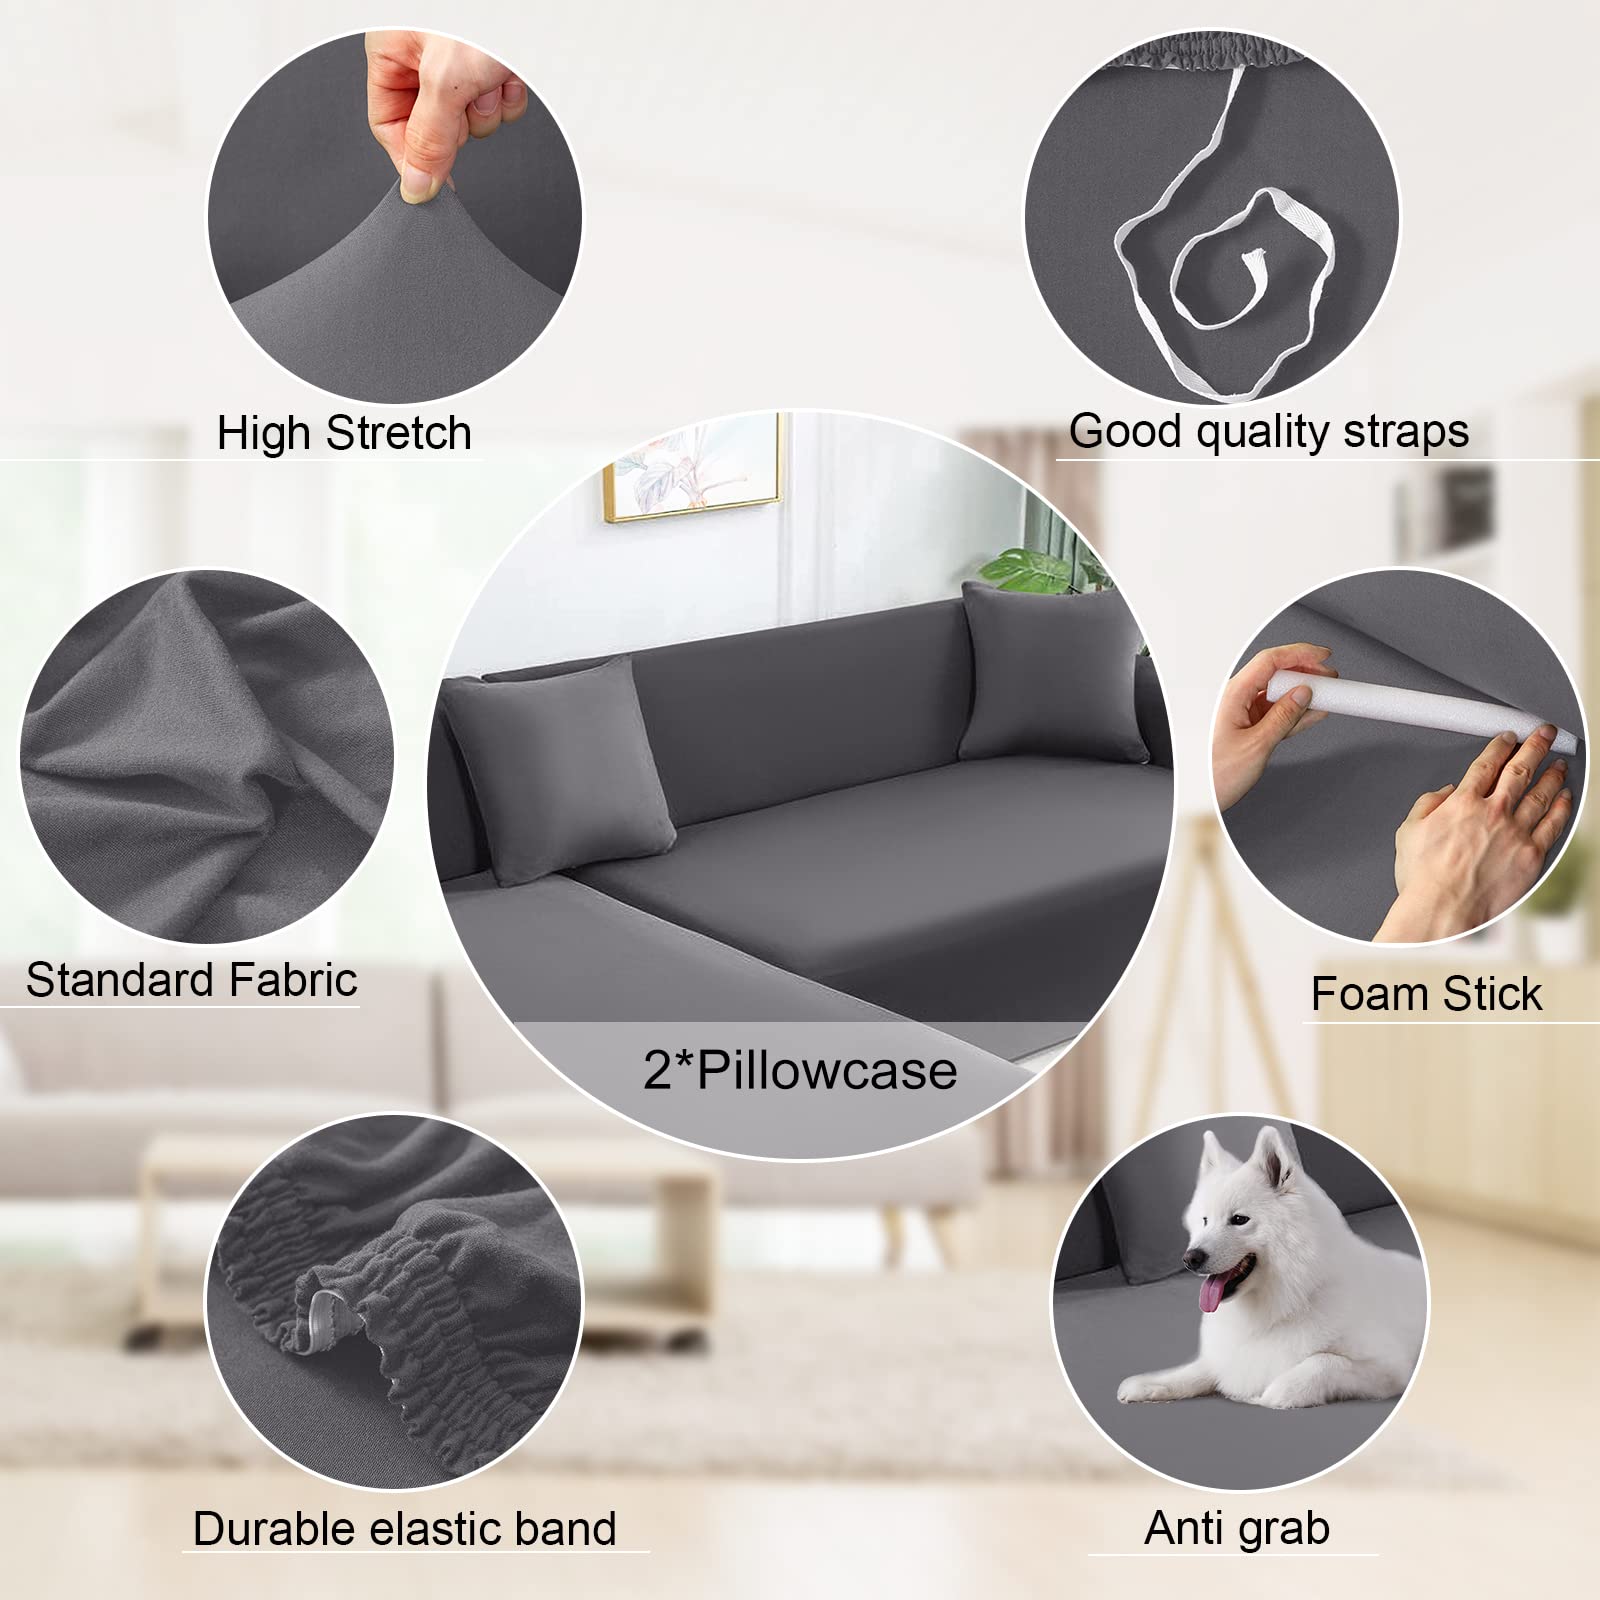 High Stretch
Good quality straps
Standard Fabric
Foam Stick
2*Pillowcase
Durable elastic band
Anti grab